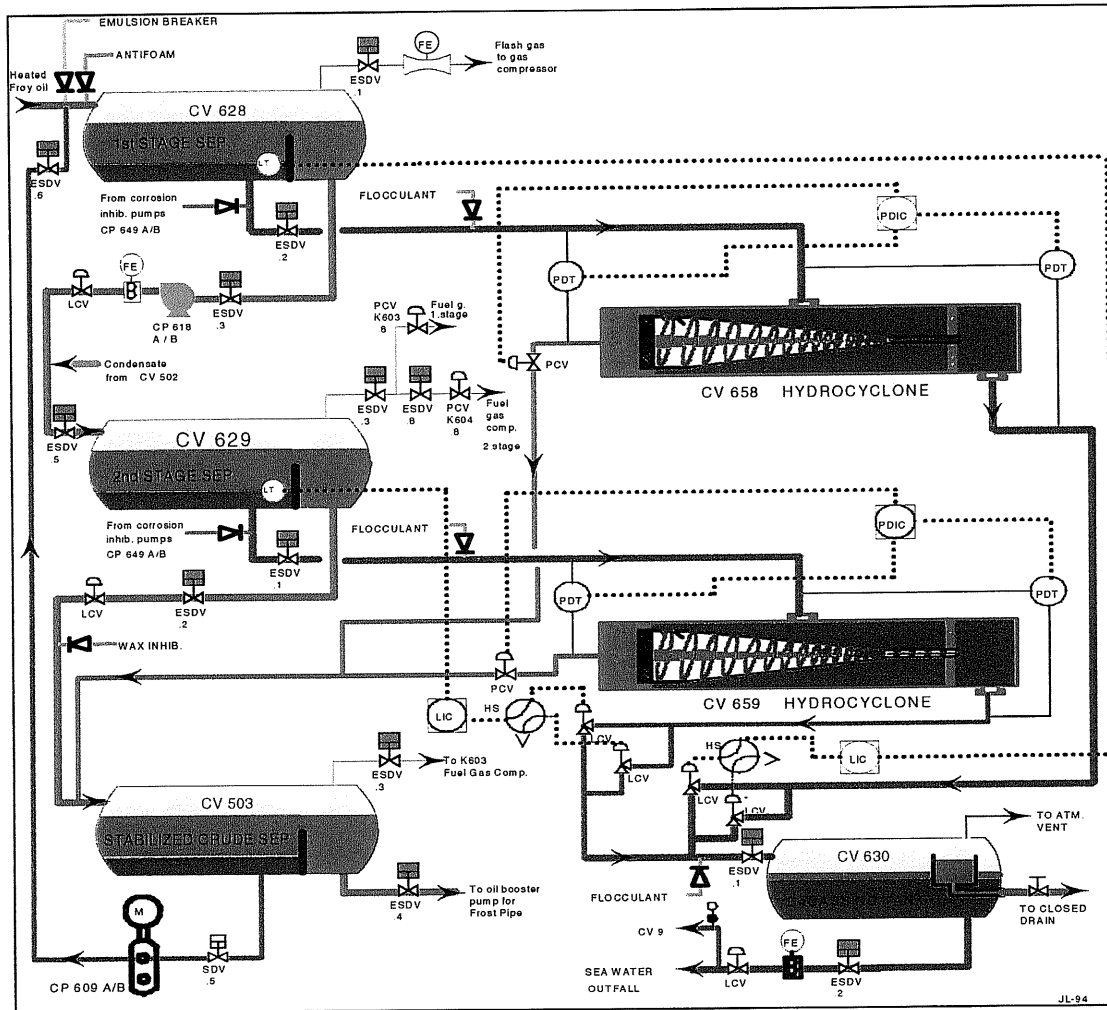 EMULSION BREAKER
ANTIFOAM
Heated
Frøy oil
FE
ESDV
.1
Flash gas
to gas
compressor
CV 628
1st STAGE SEP
LT
ESDV
.6
From corrosion
inhib. pumps
CP 649 A/B
ESDV
.2
FLOCCULANT
PDIC
PDT
PDT
FE
LCV
CP 618
A / B
ESDV
.3
PCV
K603
6
Fuel g.
1.stage
PCV
CV 658 HYDROCYCLONE
Condensate
from CV 502
ESDV
.3
ESDV
.8
PCV
K604
8
Fuel
gas
comp.
2 stage
ESDV
.5
CV 629
2nd STAGE SEP
LT
From corrosion
inhib. pumps
CP 649 A/B
ESDV
.1
FLOCCULANT
PDIC
PDT
PDT
LCV
ESDV
.2
WAX INHIB.
PCV
CV 659 HYDROCYCLONE
LIC
HS
LCV
LCV
HS
LIC
LCV
LCV
ESDV
.3
To K603
Fuel Gas Comp.
CV 503
STABILIZED CRUDE SEP
ESDV
.4
To oil booster
pump for
Frost Pipe
M
CP 609 A/B
SDV
.5
ESDV
.1
FLOCCULANT
CV 630
TO ATM.
VENT
TO CLOSED
DRAIN
CV 9
SEA WATER
OUTFALL
LCV
FE
ESDV
.2
JL-94